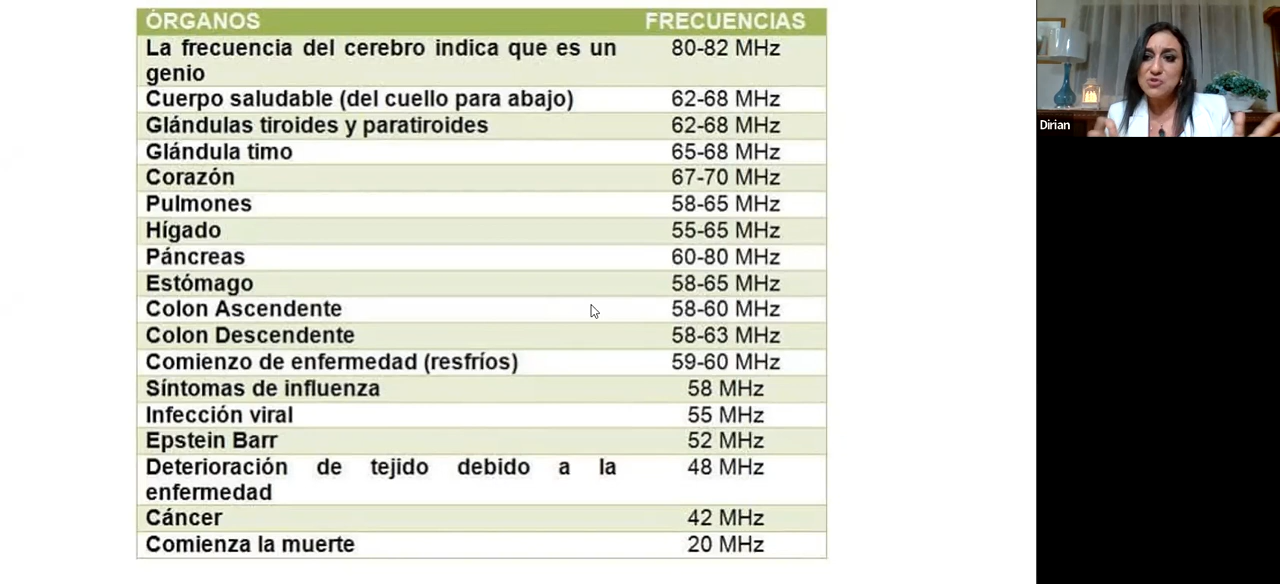 ÓRGANOS FRECUENCIAS
La frecuencia del cerebro indica que es un 80-82 MHz
genio
Cuerpo saludable (del cuello para abajo) 62-68 MHz
Glándulas tiroides y paratiroides 62-68 MHz
Glándula timo 65-68 MHz
Corazón 67-70 MHz
Pulmones 58-65 MHz
Hígado 55-65 MHz
Páncreas 60-80 MHz
Estómago 58-65 MHz
Colon Ascendente 58-60 MHz
Colon Descendente 58-63 MHz
Comienzo de enfermedad (resfríos) 59-60 MHz
Síntomas de influenza 58 MHz
Infección viral 55 MHz
Epstein Barr 52 MHz
Deterioración de tejido debido a la 48 MHz
enfermedad
Cáncer 42 MHz
Comienza la muerte 20 MHz
Dirian